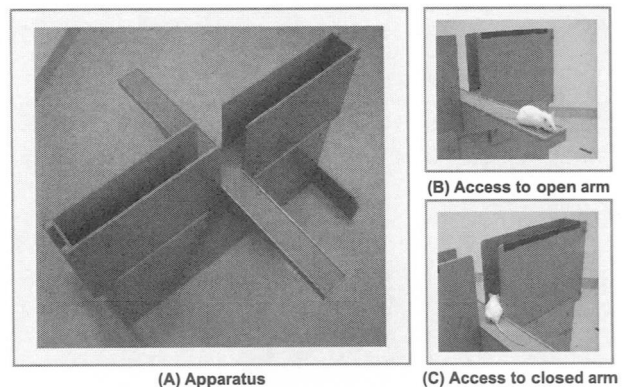 (B) Access to open arm
(A) Apparatus
(C) Access to closed arm